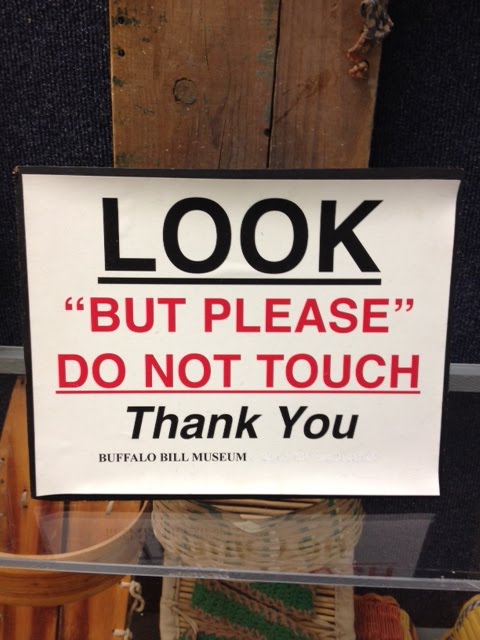 LOOK
“BUT PLEASE”
DO NOT TOUCH
Thank You
BUFFALO BILL MUSEUM